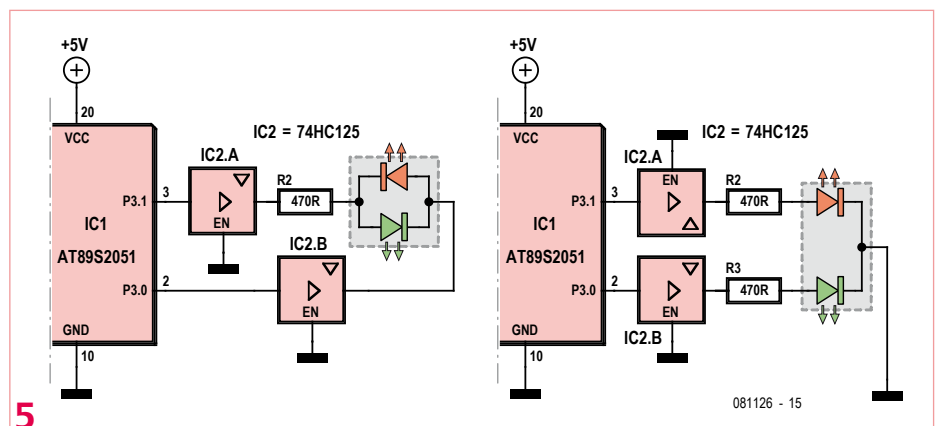 +5V
20
VCC
IC2 = 74HC125
IC2.A
3
P3.1
EN
R2
470R
IC1
AT89S2051
IC2.B
2
P3.0
EN
GND
10
5
+5V
20
VCC
IC2 = 74HC125
IC2.A
EN
3
P3.1
R2
470R
IC1
AT89S2051
2
P3.0
R3
470R
EN
IC2.B
GND
10
081126 - 15